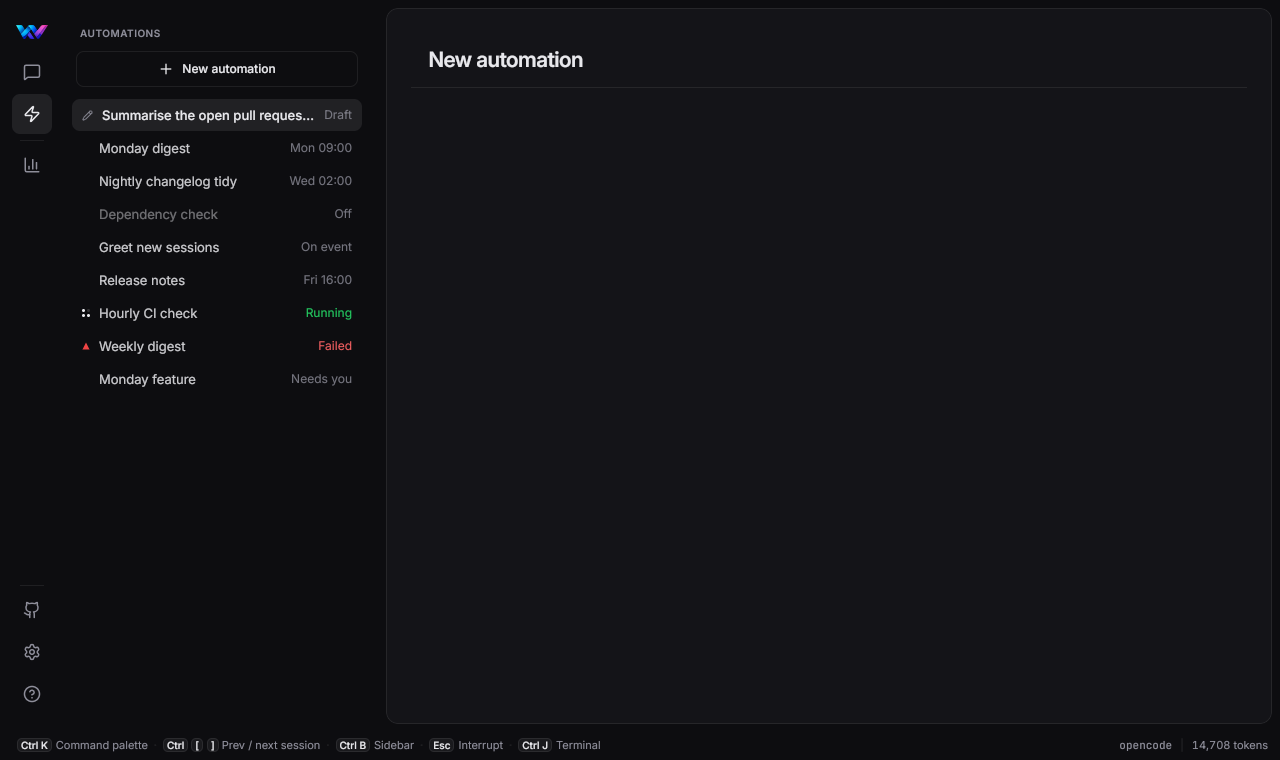 AUTOMATIONS
New automation
Summarise the open pull reques... Draft
Monday digest Mon 09:00
Nightly changelog tidy Wed 02:00
Dependency check Off
Greet new sessions On event
Release notes Fri 16:00
Hourly CI check Running
Weekly digest Failed
Monday feature Needs you
New automation
Ctrl K Command palette · Ctrl [ ] Prev / next session · Ctrl B Sidebar · Esc Interrupt · Ctrl J Terminal
opencode 14,708 tokens